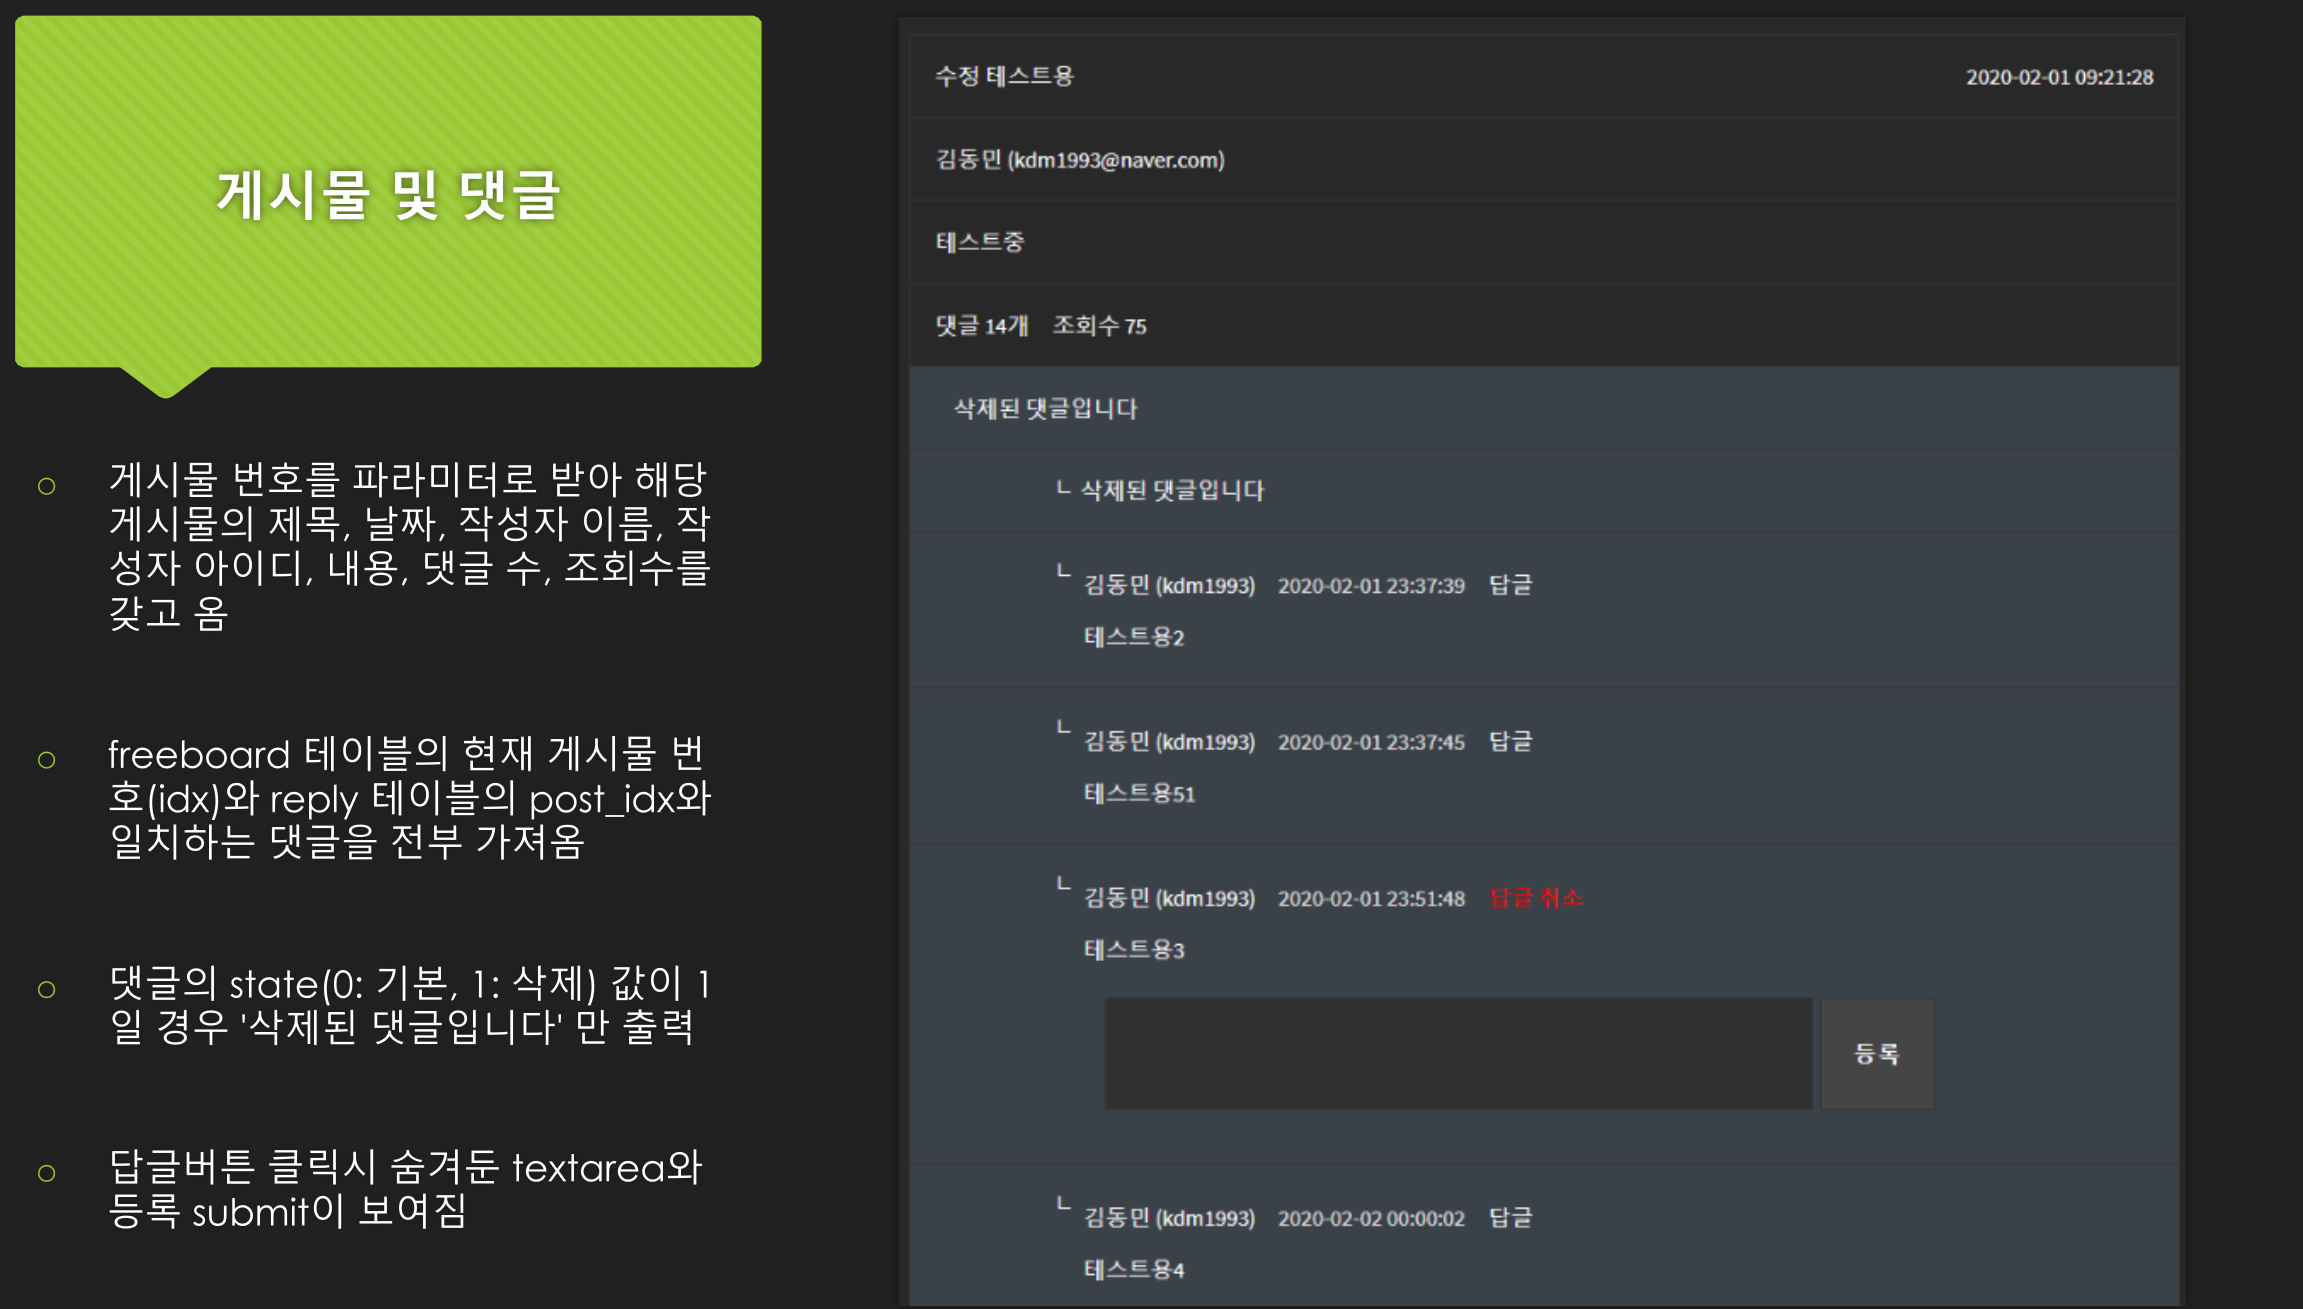 게시물 및 댓글
게시물 번호를 파라미터로 받아 해당
게시물의 제목, 날짜, 작성자 이름, 작
성자 아이디, 내용, 댓글 수, 조회수를
갖고 옴
freeboard 테이블의 현재 게시물 번
호(idx)와 reply 테이블의 post_idx와
일치하는 댓글을 전부 가져옴
댓글의 state(0: 기본, 1: 삭제) 값이 1
일 경우 '삭제된 댓글입니다' 만 출력
답글버튼 클릭시 숨겨둔 textarea와
등록 submit이 보여짐
수정 테스트용 2020-02-01 09:21:28
김동민 (kdm1993@naver.com)
테스트중
댓글 14개 조회수 75
삭제된 댓글입니다
ㄴ 삭제된 댓글입니다
ㄴ 김동민 (kdm1993) 2020-02-01 23:37:39 답글
테스트용2
ㄴ 김동민 (kdm1993) 2020-02-01 23:37:45 답글
테스트용51
ㄴ 김동민 (kdm1993) 2020-02-01 23:51:48 답글 취소
테스트용3
등록
ㄴ 김동민 (kdm1993) 2020-02-02 00:00:02 답글
테스트용4